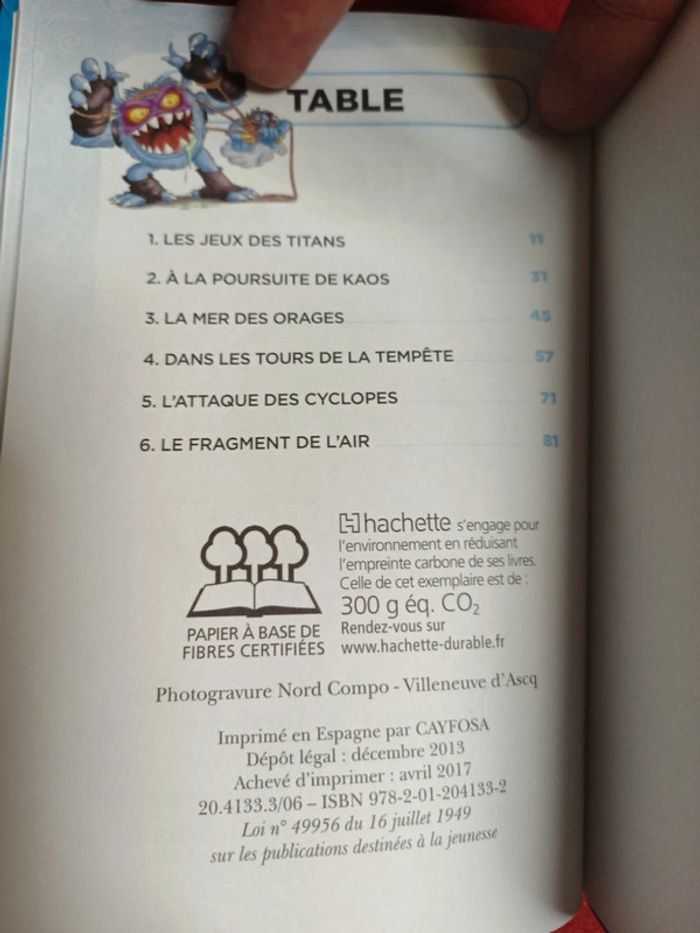 TABLE
1. LES JEUX DES TITANS 11
2. À LA POURSUITE DE KAOS 31
3. LA MER DES ORAGES 45
4. DANS LES TOURS DE LA TEMPÊTE 57
5. L'ATTAQUE DES CYCLOPES 71
6. LE FRAGMENT DE L'AIR 81
PAPIER À BASE DE
FIBRES CERTIFIÉES
hachette s'engage pour
l'environnement en réduisant
l'empreinte carbone de ses livres.
Celle de cet exemplaire est de :
300 g éq. CO₂
Rendez-vous sur
www.hachette-durable.fr
Photogravure Nord Compo - Villeneuve d'Ascq
Imprimé en Espagne par CAYFOSA
Dépôt légal : décembre 2013
Achevé d'imprimer : avril 2017
20.4133.3/06 – ISBN 978-2-01-204133-2
Loi n° 49956 du 16 juillet 1949
sur les publications destinées à la jeunesse